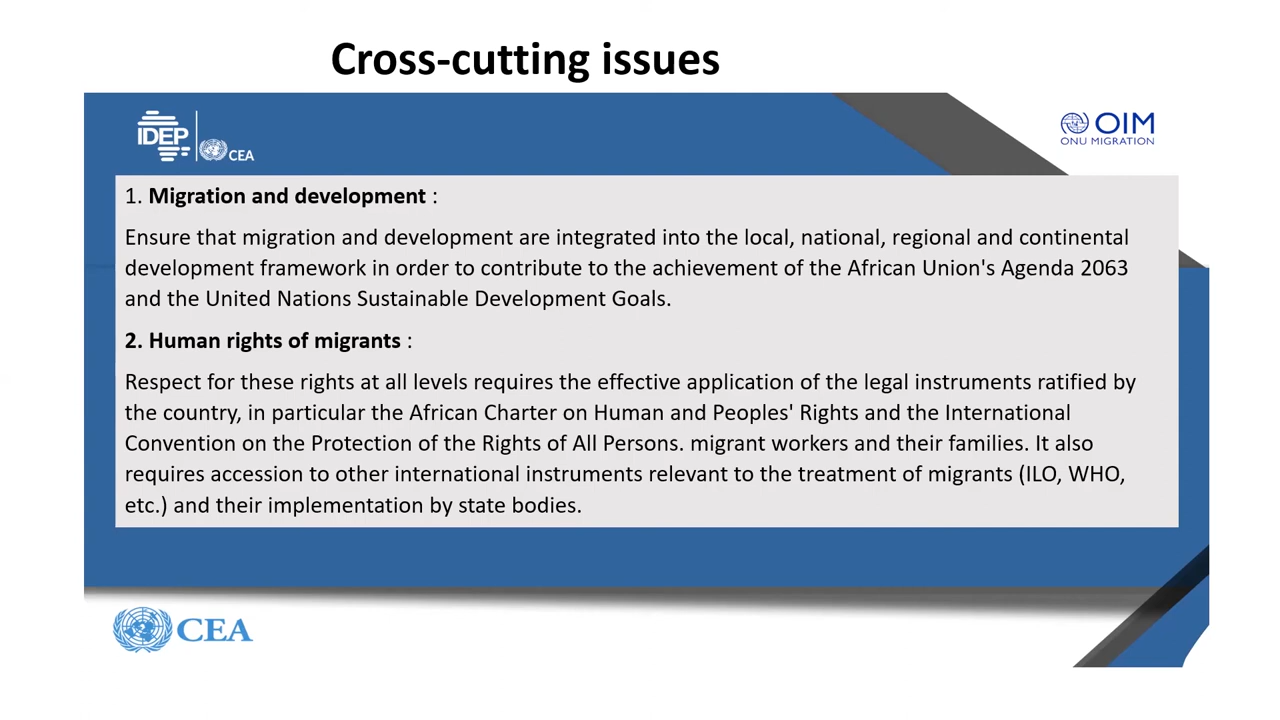 Cross-cutting issues
IDEP
CEA
OIM
ONU MIGRATION
1. Migration and development :
Ensure that migration and development are integrated into the local, national, regional and continental
development framework in order to contribute to the achievement of the African Union's Agenda 2063
and the United Nations Sustainable Development Goals.
2. Human rights of migrants :
Respect for these rights at all levels requires the effective application of the legal instruments ratified by
the country, in particular the African Charter on Human and Peoples' Rights and the International
Convention on the Protection of the Rights of All Persons. migrant workers and their families. It also
requires accession to other international instruments relevant to the treatment of migrants (ILO, WHO,
etc.) and their implementation by state bodies.
CEA